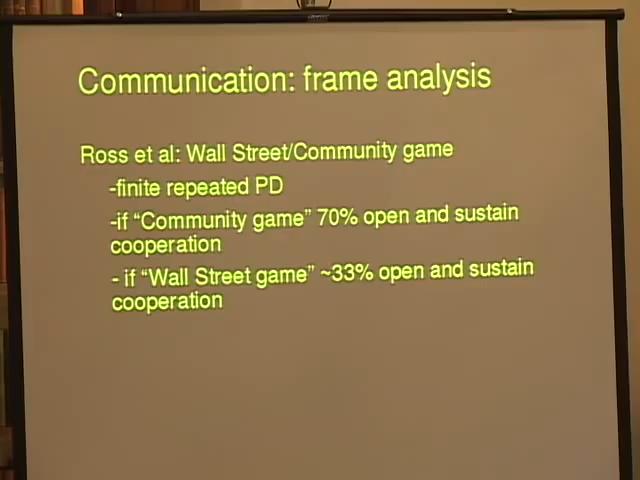 Communication: frame analysis
Ross et al: Wall Street/Community game
-finite repeated PD
-if “Community game” 70% open and sustain
cooperation
- if “Wall Street game” ~33% open and sustain
cooperation